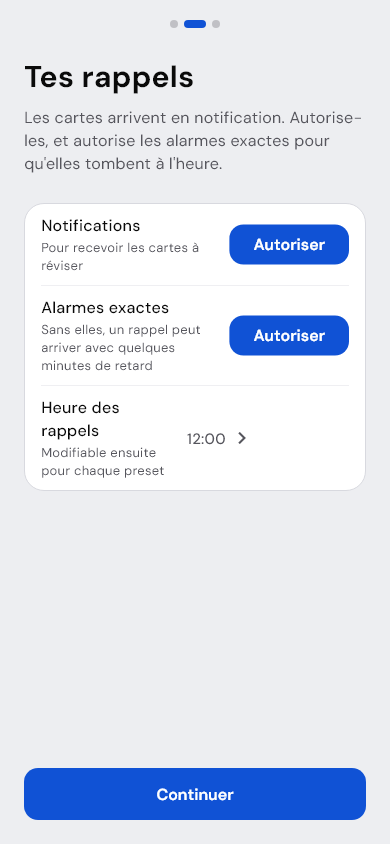 Tes rappels
Les cartes arrivent en notification. Autorise-
les, et autorise les alarmes exactes pour
qu'elles tombent à l'heure.
Notifications
Pour recevoir les cartes à
réviser
Autoriser
Alarmes exactes
Sans elles, un rappel peut
arriver avec quelques
minutes de retard
Autoriser
Heure des
rappels
Modifiable ensuite
pour chaque preset
12:00
Continuer